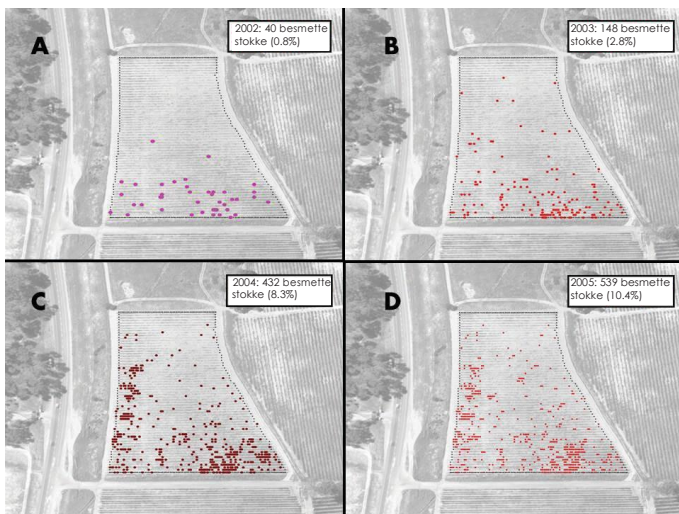 A
2002: 40 besmette
stokke (0.8%)
B
2003: 148 besmette
stokke (2.8%)
C
2004: 432 besmette
stokke (8.3%)
D
2005: 539 besmette
stokke (10.4%)